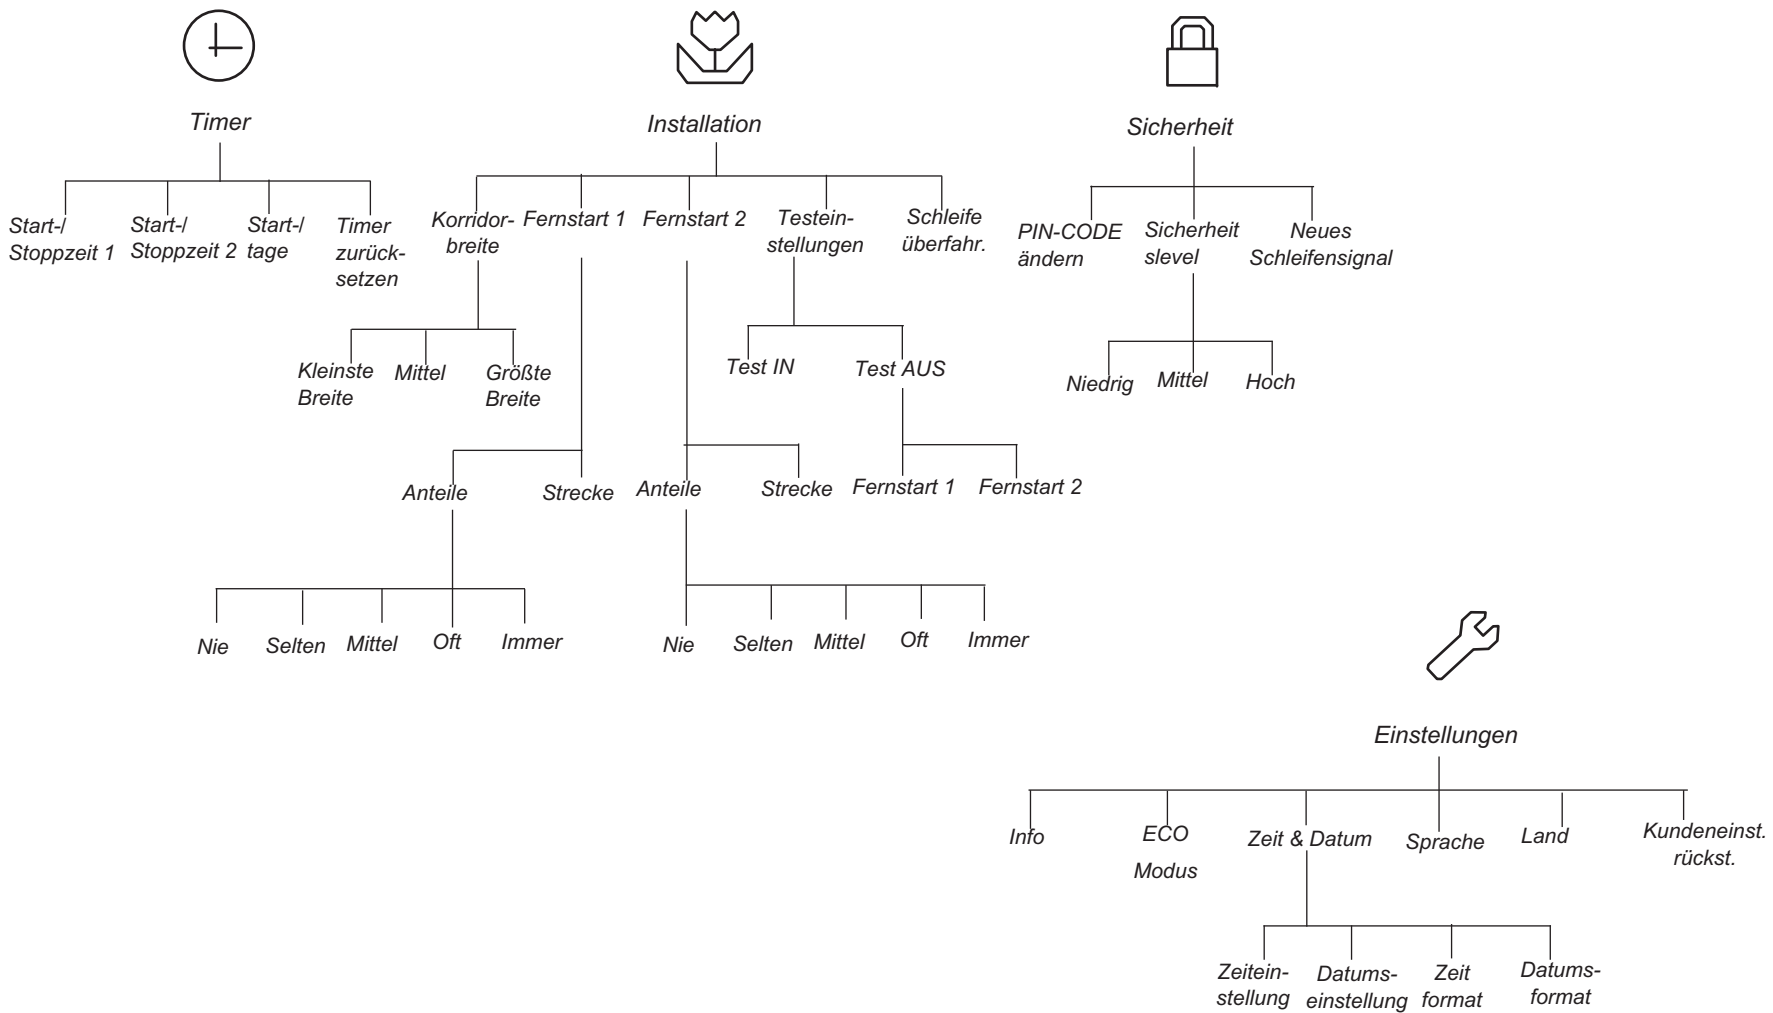 Timer
Start-/
Stoppzeit 1
Start-/
Stoppzeit 2
Start-/
tage
Timer
zurück-
setzen
Installation
Korridor-
breite
Fernstart 1
Fernstart 2
Testein-
stellungen
Schleife
überfahr.
Kleinste
Breite
Mittel
Größte
Breite
Test IN
Test AUS
Anteile
Strecke
Anteile
Strecke
Fernstart 1
Fernstart 2
Nie
Selten
Mittel
Oft
Immer
Nie
Selten
Mittel
Oft
Immer
Sicherheit
PIN-CODE
ändern
Sicherheit
slevel
Neues
Schleifensignal
Niedrig
Mittel
Hoch
Einstellungen
Info
ECO
Modus
Zeit & Datum
Sprache
Land
Kundeneinst.
rückst.
Zeitein-
stellung
Datums-
einstellung
Zeit
format
Datums-
format